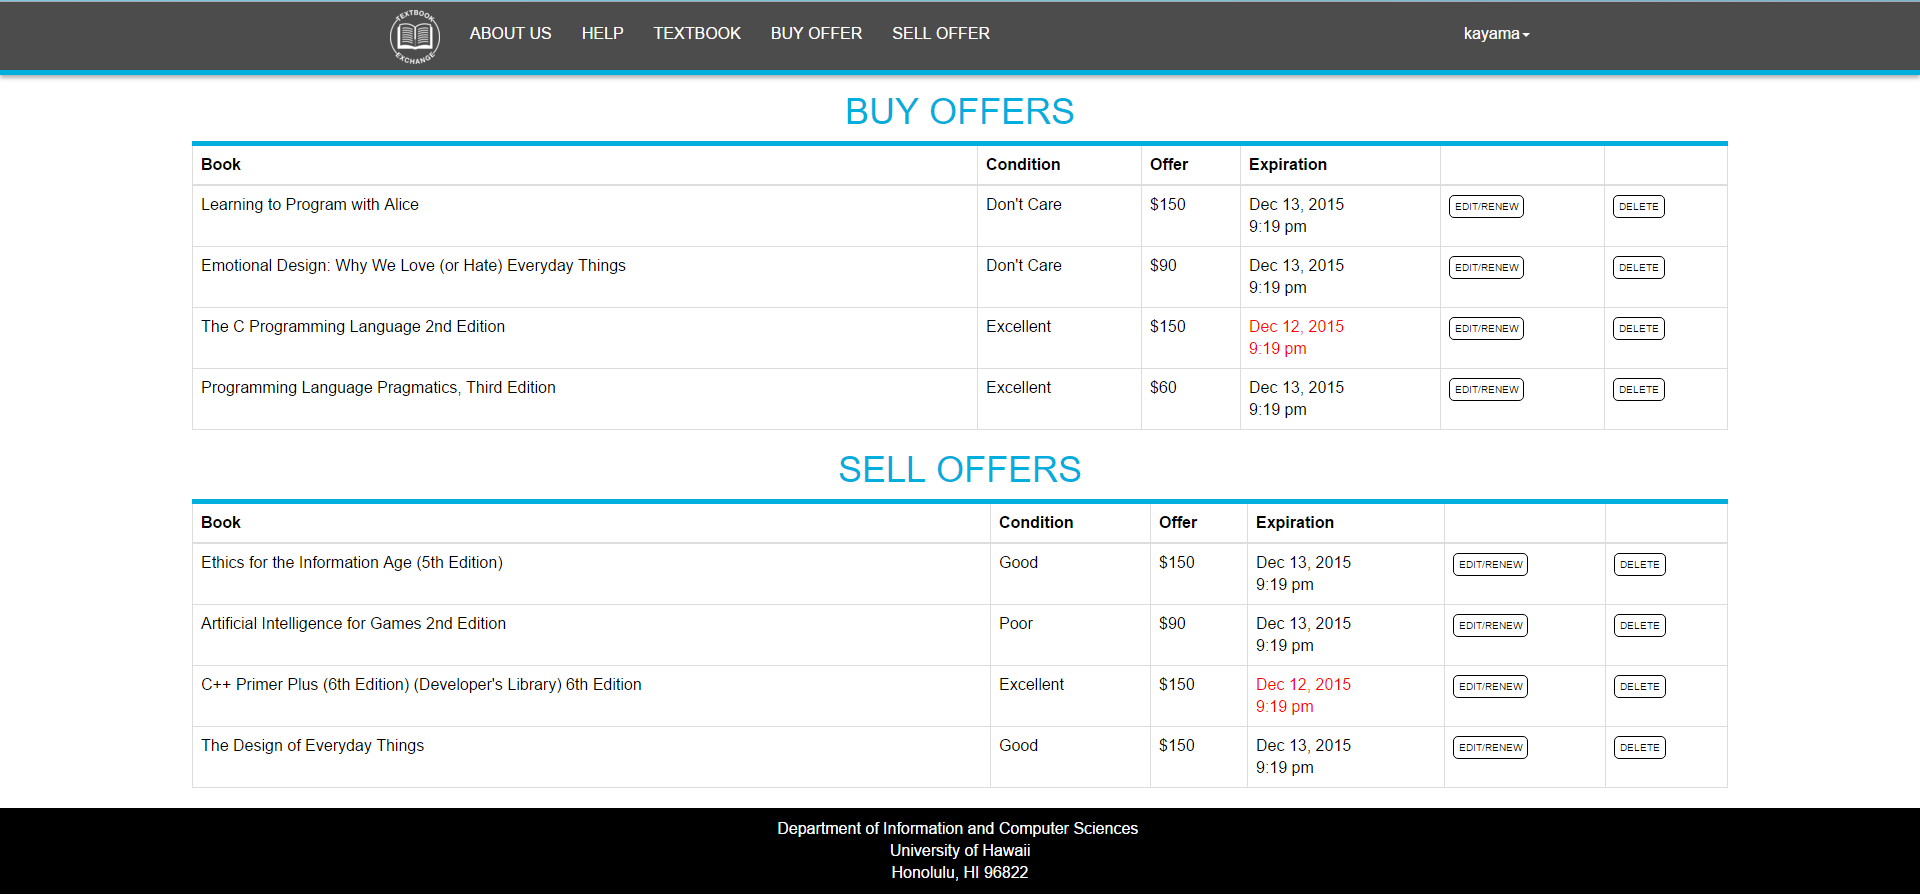 TEXTBOOK
EXCHANGE
ABOUT US HELP TEXTBOOK BUY OFFER SELL OFFER kayama
BUY OFFERS
Book Condition Offer Expiration
Learning to Program with Alice Don't Care $150 Dec 13, 2015 EDIT/RENEW DELETE
9:19 pm
Emotional Design: Why We Love (or Hate) Everyday Things Don't Care $90 Dec 13, 2015 EDIT/RENEW DELETE
9:19 pm
The C Programming Language 2nd Edition Excellent $150 Dec 12, 2015 EDIT/RENEW DELETE
9:19 pm
Programming Language Pragmatics, Third Edition Excellent $60 Dec 13, 2015 EDIT/RENEW DELETE
9:19 pm
SELL OFFERS
Book Condition Offer Expiration
Ethics for the Information Age (5th Edition) Good $150 Dec 13, 2015 EDIT/RENEW DELETE
9:19 pm
Artificial Intelligence for Games 2nd Edition Poor $90 Dec 13, 2015 EDIT/RENEW DELETE
9:19 pm
C++ Primer Plus (6th Edition) (Developer's Library) 6th Edition Excellent $150 Dec 12, 2015 EDIT/RENEW DELETE
9:19 pm
The Design of Everyday Things Good $150 Dec 13, 2015 EDIT/RENEW DELETE
9:19 pm
Department of Information and Computer Sciences
University of Hawaii
Honolulu, HI 96822